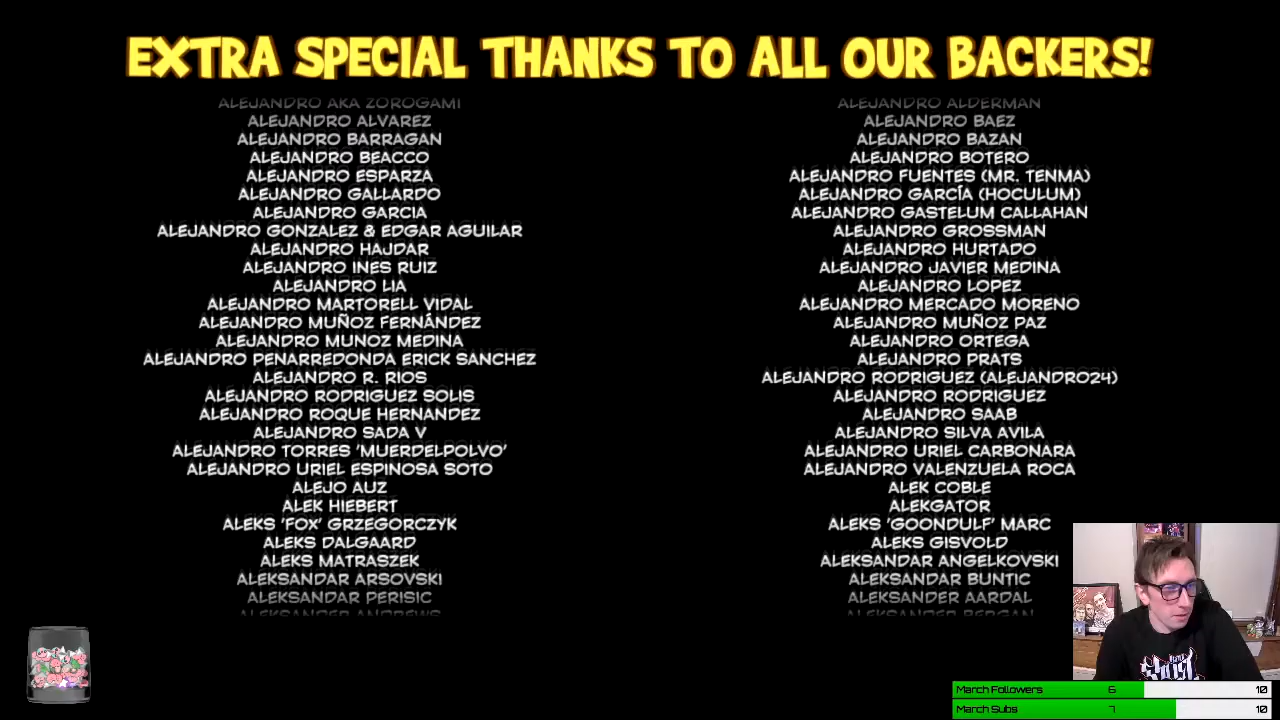 EXTRA SPECIAL THANKS TO ALL OUR BACKERS!
ALEJANDRO AKA ZOROGAMI
ALEJANDRO ALVAREZ
ALEJANDRO BARRAGAN
ALEJANDRO BEACCO
ALEJANDRO ESPARZA
ALEJANDRO GALLARDO
ALEJANDRO GARCIA
ALEJANDRO GONZALEZ & EDGAR AGUILAR
ALEJANDRO HAJDAR
ALEJANDRO INES RUIZ
ALEJANDRO LIA
ALEJANDRO MARTORELL VIDAL
ALEJANDRO MUÑOZ FERNÁNDEZ
ALEJANDRO MUNOZ MEDINA
ALEJANDRO PENARREDONDA ERICK SANCHEZ
ALEJANDRO R. RIOS
ALEJANDRO RODRIGUEZ SOLIS
ALEJANDRO ROQUE HERNANDEZ
ALEJANDRO SADA V
ALEJANDRO TORRES 'MUERDELPOLVO'
ALEJANDRO URIEL ESPINOSA SOTO
ALEJO AUZ
ALEK HIEBERT
ALEKS 'FOX' GRZEGORCZYK
ALEKS DALGAARD
ALEKS MATRASZEK
ALEKSANDAR ARSOVSKI
ALEKSANDAR PERISIC
ALEKSANDER ANDREWS
ALEJANDRO ALDERMAN
ALEJANDRO BAEZ
ALEJANDRO BAZAN
ALEJANDRO BOTERO
ALEJANDRO FUENTES (MR. TENMA)
ALEJANDRO GARCÍA (HOCULUM)
ALEJANDRO GASTELUM CALLAHAN
ALEJANDRO GROSSMAN
ALEJANDRO HURTADO
ALEJANDRO JAVIER MEDINA
ALEJANDRO LOPEZ
ALEJANDRO MERCADO MORENO
ALEJANDRO MUÑOZ PAZ
ALEJANDRO ORTEGA
ALEJANDRO PRATS
ALEJANDRO RODRIGUEZ (ALEJANDRO24)
ALEJANDRO RODRIGUEZ
ALEJANDRO SAAB
ALEJANDRO SILVA AVILA
ALEJANDRO URIEL CARBONARA
ALEJANDRO VALENZUELA ROCA
ALEK COBLE
ALEKGATOR
ALEKS 'GOONDULF' MARC
ALEKS GISVOLD
ALEKSANDAR ANGELKOVSKI
ALEKSANDAR BUNTIC
ALEKSANDER AARDAL
ALEKSANDER BERGAN
March Followers 6 10
March Subs 7 10